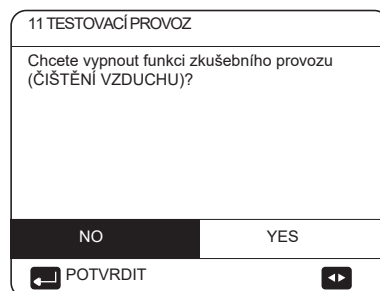 11 TESTOVACÍ PROVOZ
Chcete vypnout funkci zkušebního provozu
(ČIŠTĚNÍ VZDUCHU)?
NO YES
POTVRDIT